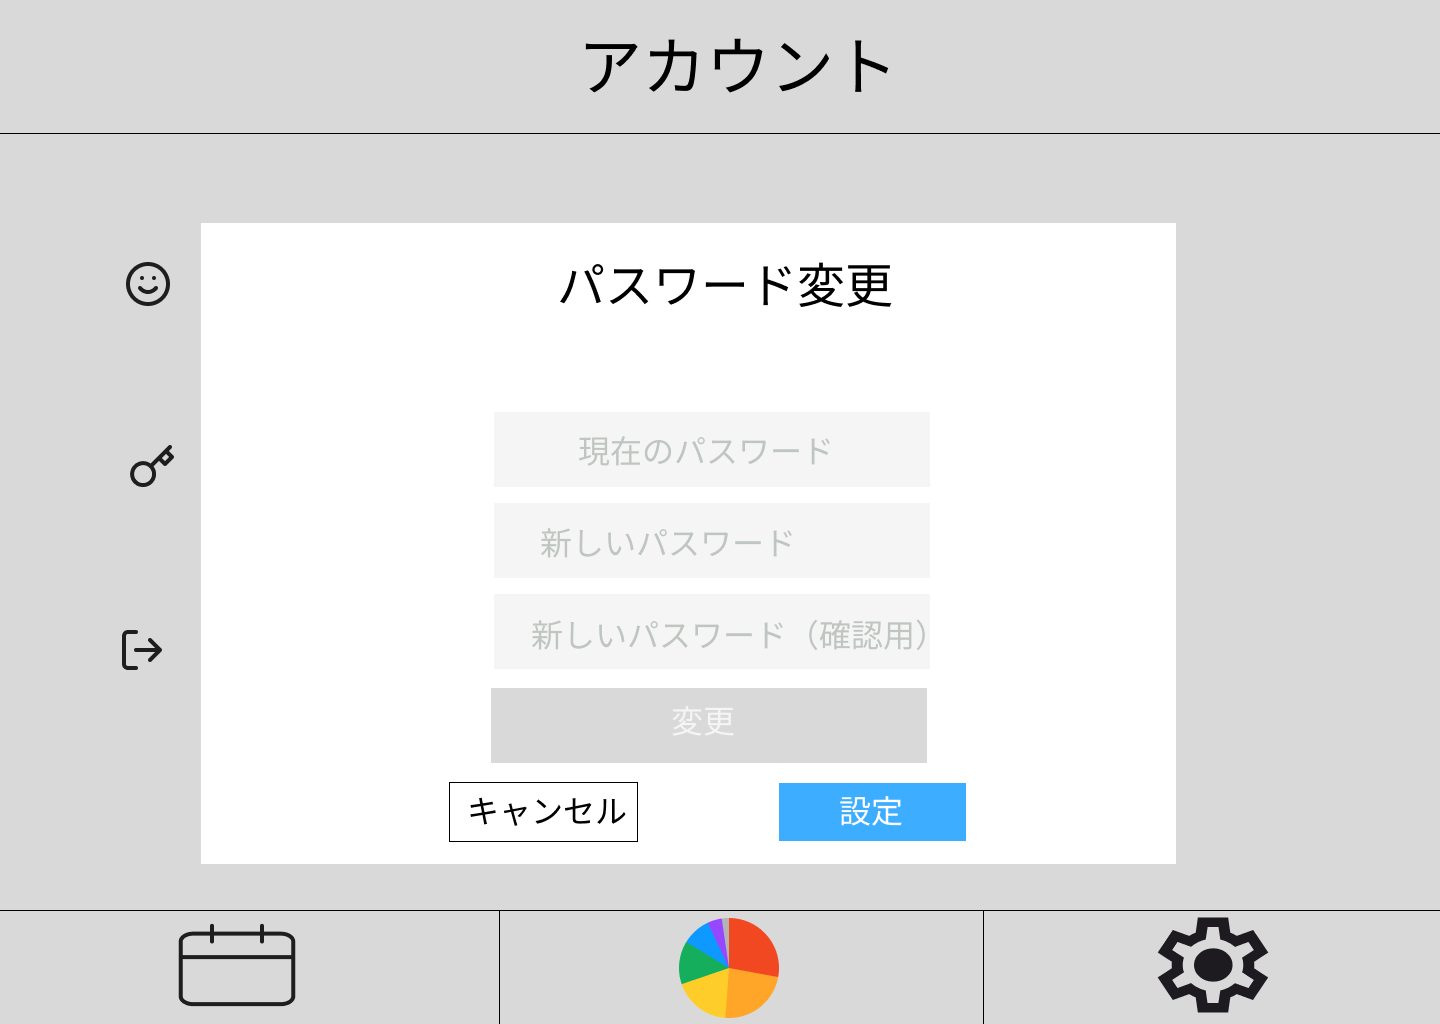 アカウント
パスワード変更
現在のパスワード
新しいパスワード
新しいパスワード（確認用）
変更
キャンセル
設定